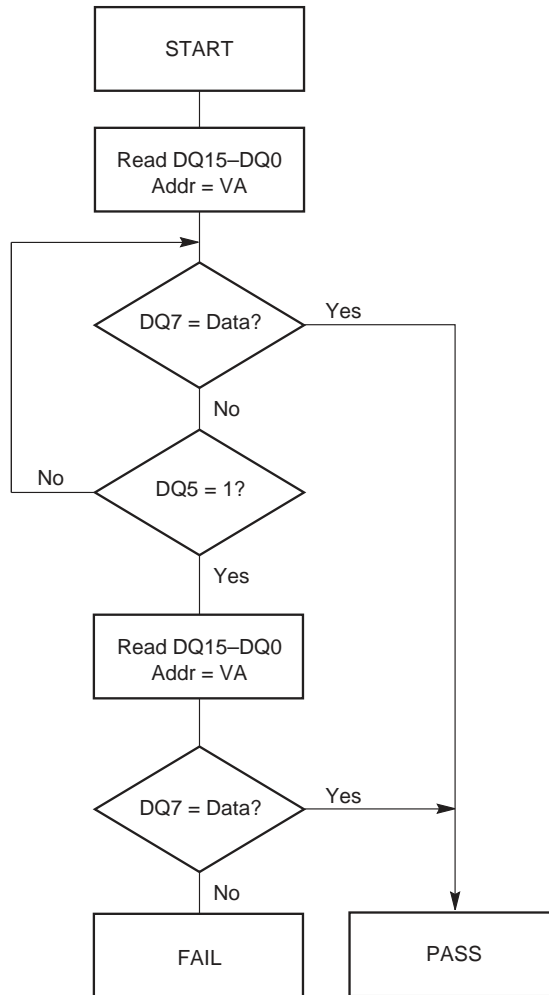 START
Read DQ15–DQ0
Addr = VA
DQ7 = Data?
Yes
No
No
DQ5 = 1?
Yes
Read DQ15–DQ0
Addr = VA
DQ7 = Data?
Yes
No
FAIL
PASS